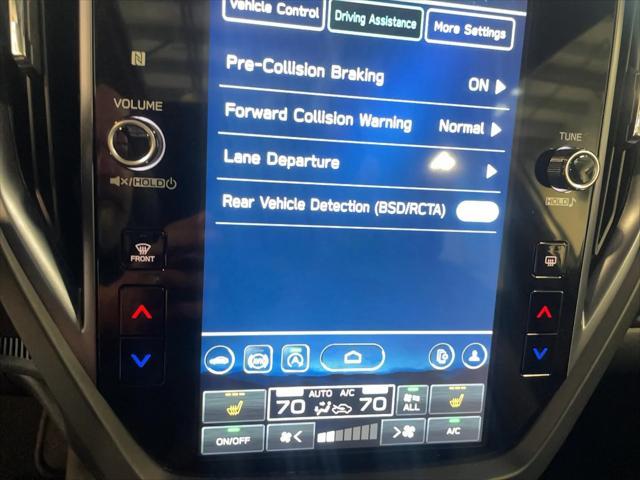 Vehicle Control
Driving Assistance
More Settings
Pre-Collision Braking
ON
VOLUME
Forward Collision Warning
Normal
TUNE
Lane Departure
HOLD
HOLD
Rear Vehicle Detection (BSD/RCTA)
FRONT
AUTO A/C
70
70
ALL
ON/OFF
A/C